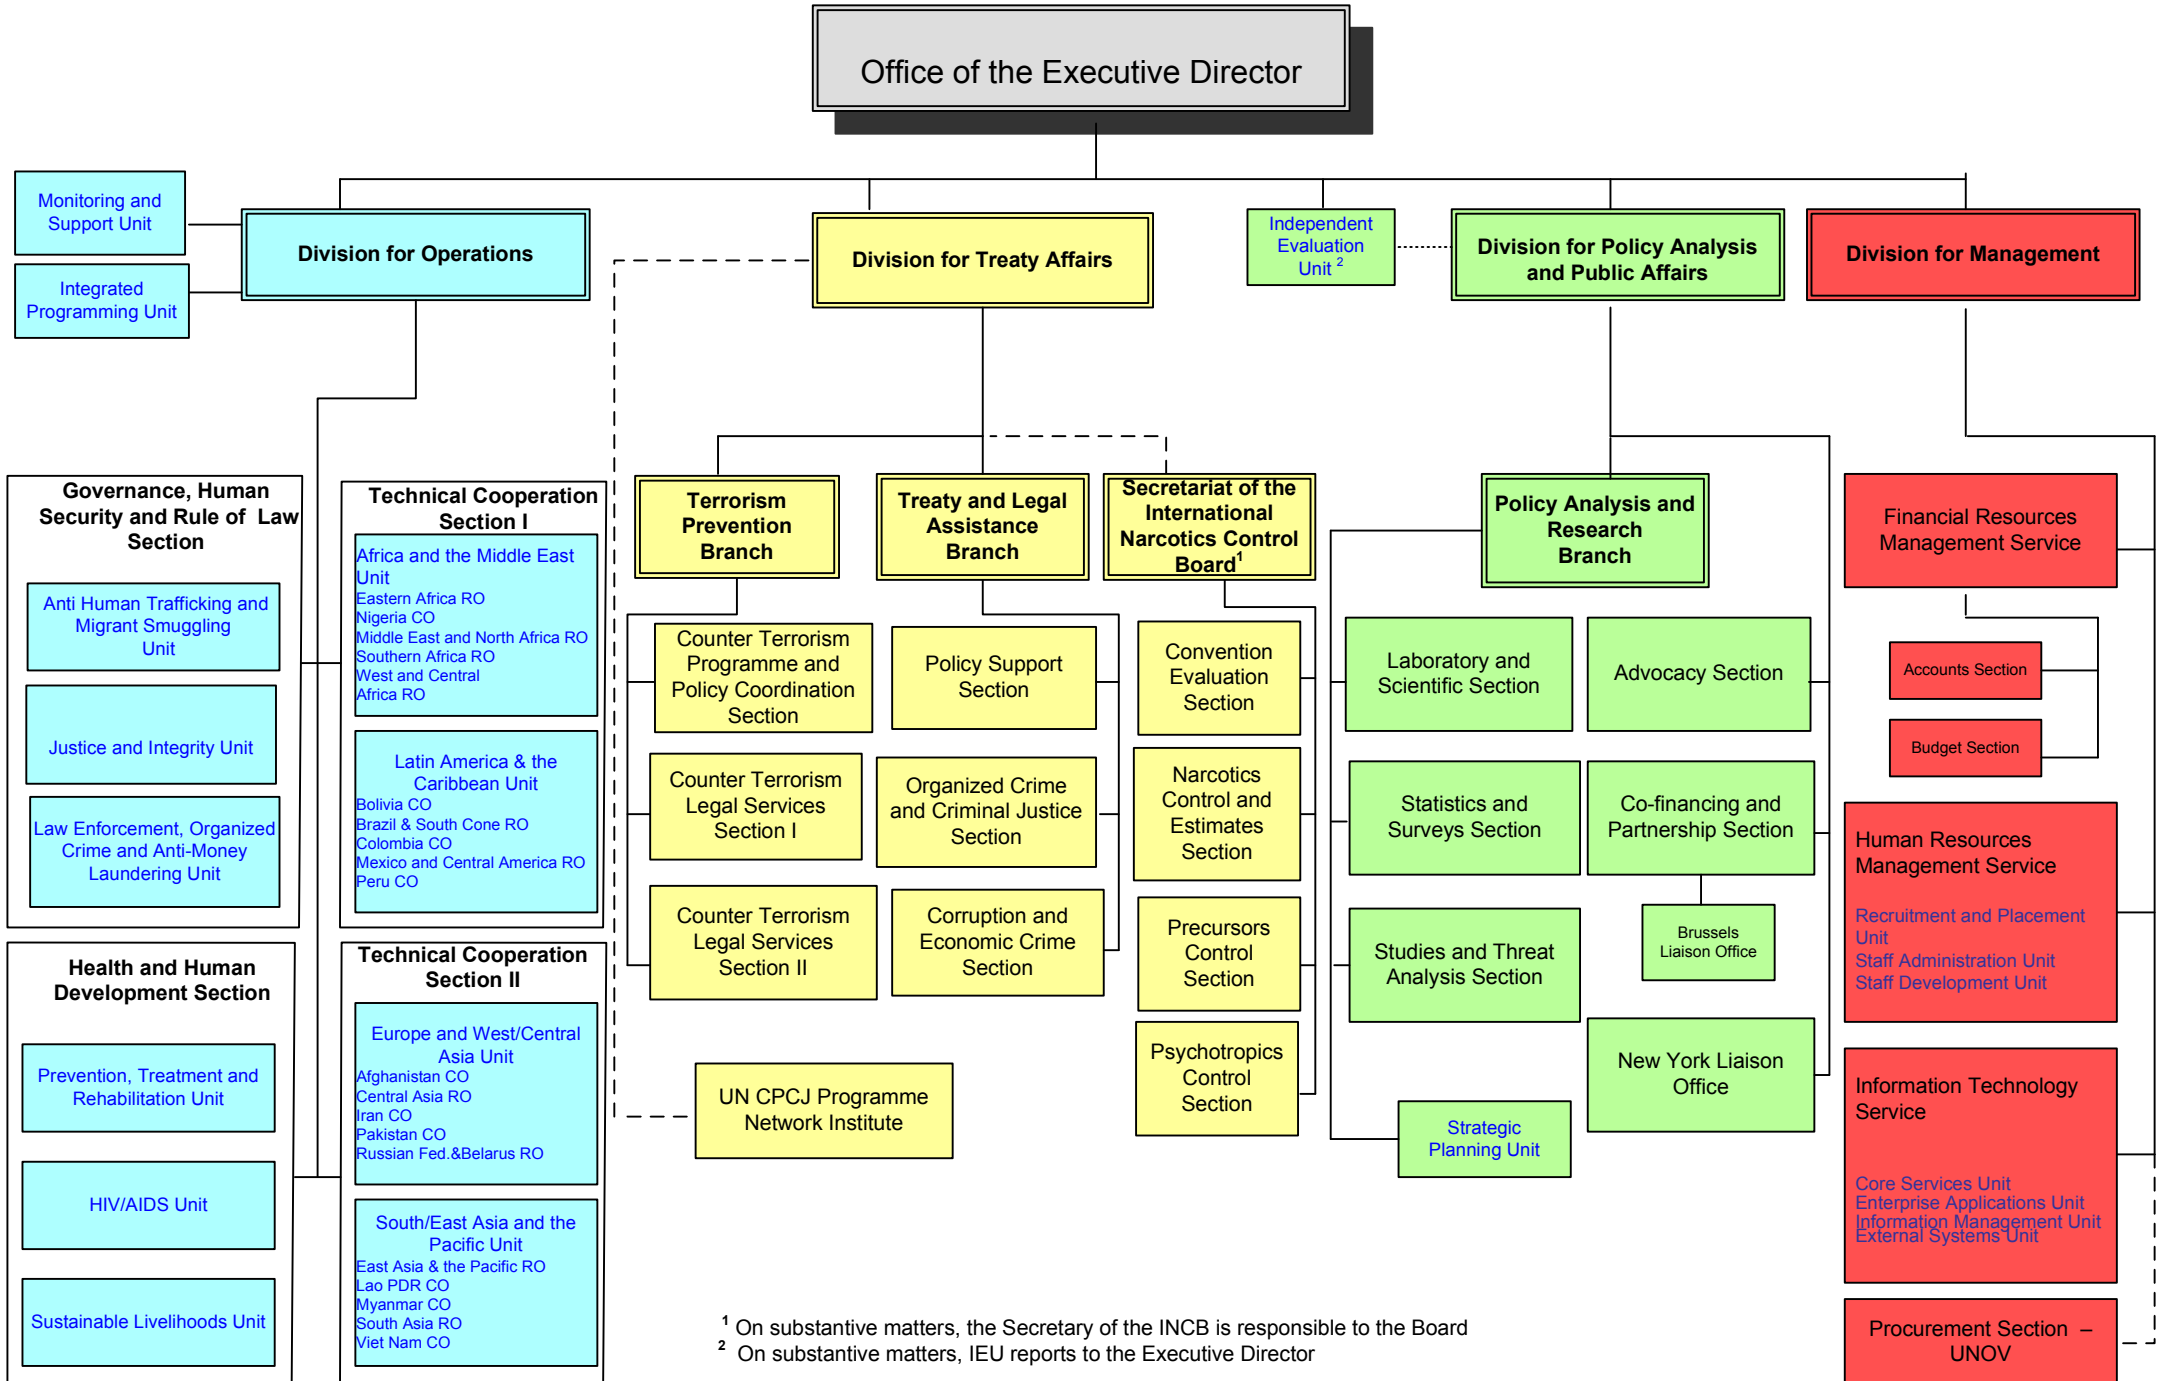 Office of the Executive Director
Monitoring and
Support Unit
Integrated
Programming Unit
Division for Operations
Division for Treaty Affairs
Independent
Evaluation
Unit 2
Division for Policy Analysis
and Public Affairs
Division for Management
Governance, Human
Security and Rule of Law
Section
Anti Human Trafficking and
Migrant Smuggling
Unit
Justice and Integrity Unit
Law Enforcement, Organized
Crime and Anti-Money
Laundering Unit
Health and Human
Development Section
Prevention, Treatment and
Rehabilitation Unit
HIV/AIDS Unit
Sustainable Livelihoods Unit
Technical Cooperation
Section I
Africa and the Middle East
Unit
Eastern Africa RO
Nigeria CO
Middle East and North Africa RO
Southern Africa RO
West and Central
Africa RO
Latin America & the
Caribbean Unit
Bolivia CO
Brazil & South Cone RO
Colombia CO
Mexico and Central America RO
Peru CO
Technical Cooperation
Section II
Europe and West/Central
Asia Unit
Afghanistan CO
Central Asia RO
Iran CO
Pakistan CO
Russian Fed.&Belarus RO
South/East Asia and the
Pacific Unit
East Asia & the Pacific RO
Lao PDR CO
Myanmar CO
South Asia RO
Viet Nam CO
Terrorism
Prevention
Branch
Counter Terrorism
Programme and
Policy Coordination
Section
Counter Terrorism
Legal Services
Section I
Counter Terrorism
Legal Services
Section II
UN CPCJ Programme
Network Institute
Treaty and Legal
Assistance
Branch
Policy Support
Section
Organized Crime
and Criminal Justice
Section
Corruption and
Economic Crime
Section
Secretariat of the
International
Narcotics Control
Board1
Convention
Evaluation
Section
Narcotics
Control and
Estimates
Section
Precursors
Control
Section
Psychotropics
Control
Section
Policy Analysis and
Research
Branch
Laboratory and
Scientific Section
Statistics and
Surveys Section
Studies and Threat
Analysis Section
Strategic
Planning Unit
Advocacy Section
Co-financing and
Partnership Section
Brussels
Liaison Office
New York Liaison
Office
Financial Resources
Management Service
Accounts Section
Budget Section
Human Resources
Management Service
Recruitment and Placement
Unit
Staff Administration Unit
Staff Development Unit
Information Technology
Service
Core Services Unit
Enterprise Applications Unit
Information Management Unit
External Systems Unit
Procurement Section –
UNOV
1 On substantive matters, the Secretary of the INCB is responsible to the Board
2 On substantive matters, IEU reports to the Executive Director